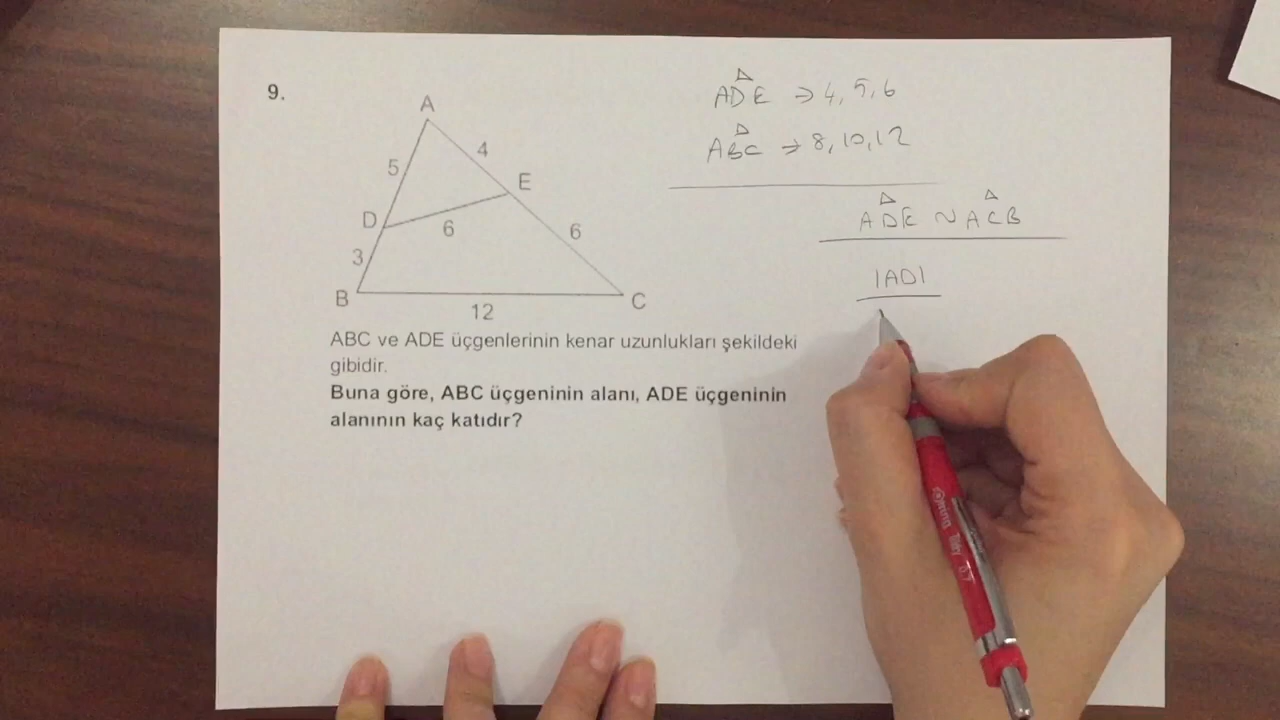 9.
A
5
4
E
D
6
6
3
B
C
12
ABC ve ADE üçgenlerinin kenar uzunlukları şekildeki
gibidir.
Buna göre, ABC üçgeninin alanı, ADE üçgeninin
alanının kaç katıdır?
ADE → 4, 5, 6
ABC → 8, 10, 12
ADE ~ ACB
|AD|